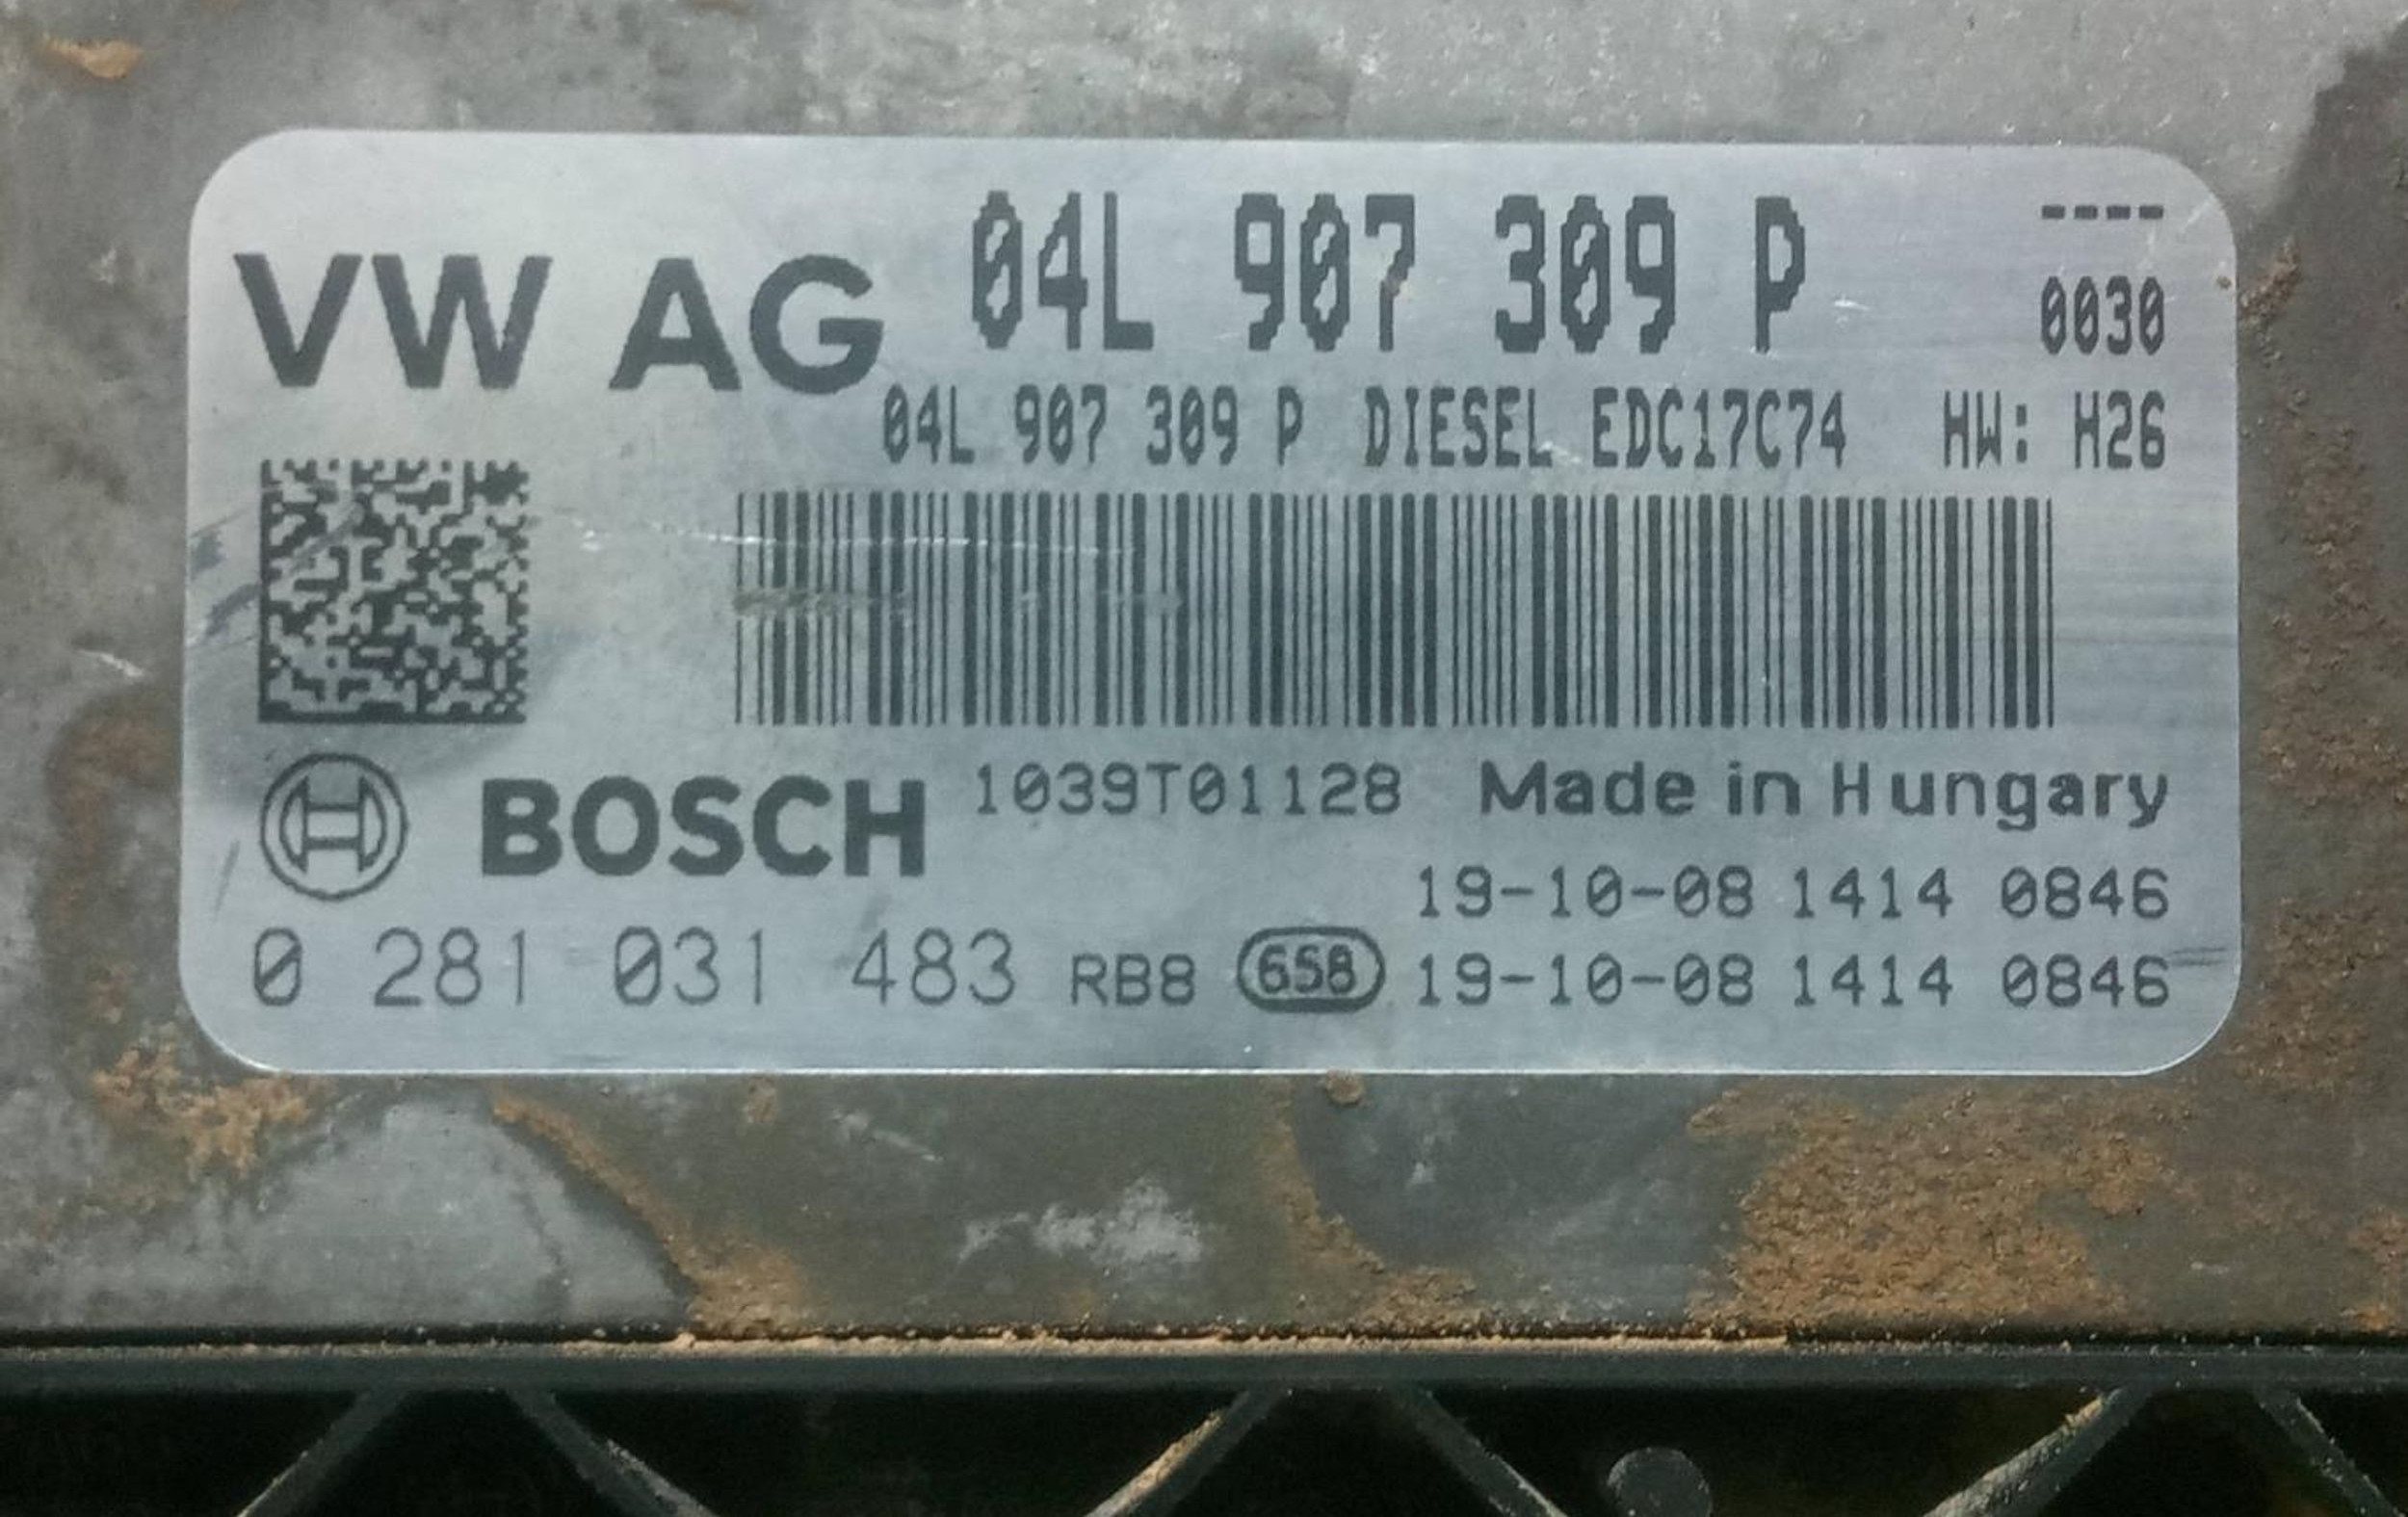 VW AG 04L 907 309 P ----
0030
04L 907 309 P DIESEL EDC17C74 HW: H26
BOSCH 1039T01128 Made in Hungary
19-10-08 1414 0846
0 281 031 483 RB8 658 19-10-08 1414 0846